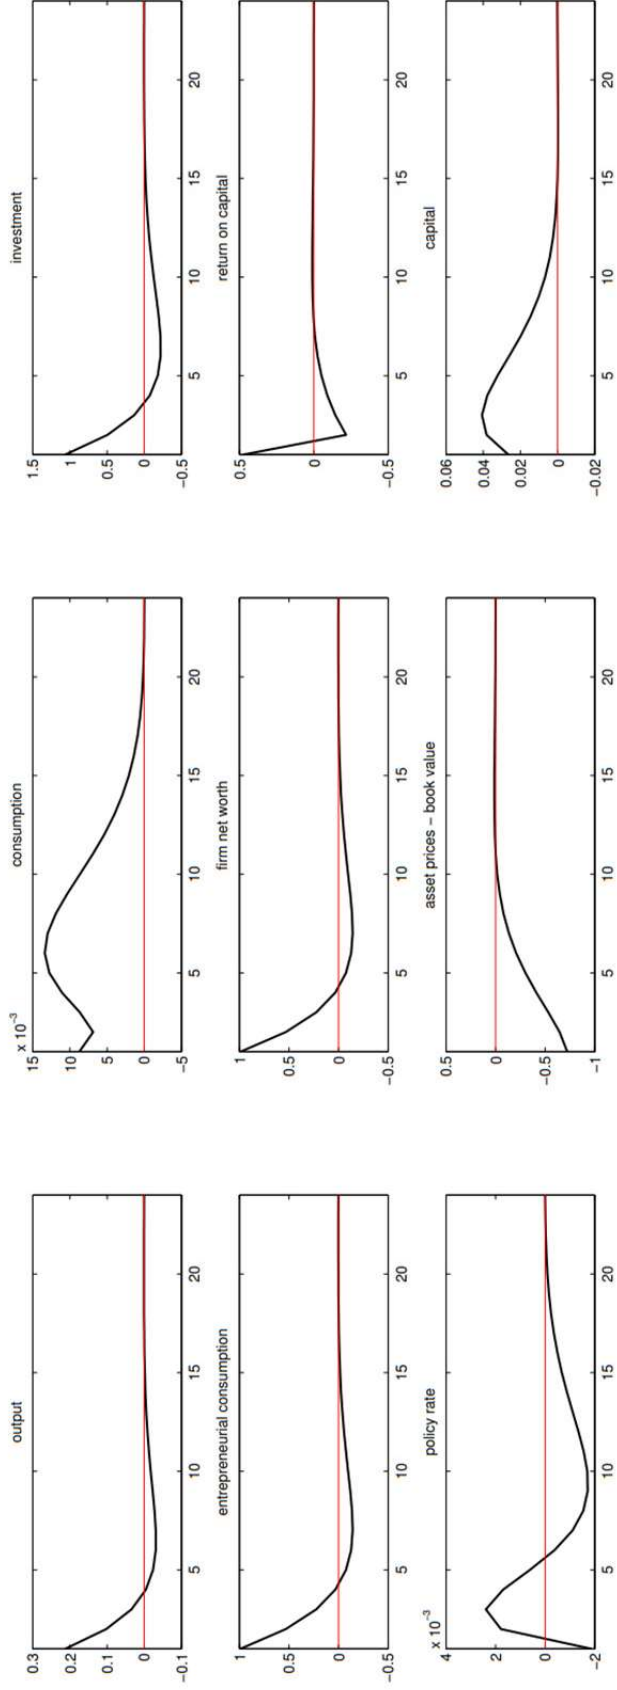 output
0.3
0.2
0.1
0
−0.1
5 10 15 20
consumption
x 10⁻³
15
10
5
0
−5
5 10 15 20
investment
1.5
1
0.5
0
−0.5
5 10 15 20
entrepreneurial consumption
1
0.5
0
−0.5
5 10 15 20
firm net worth
1
0.5
0
−0.5
5 10 15 20
return on capital
0.5
0
−0.5
5 10 15 20
policy rate
x 10⁻³
4
2
0
−2
5 10 15 20
asset prices − book value
0.5
0
−0.5
−1
5 10 15 20
capital
0.06
0.04
0.02
0
−0.02
5 10 15 20